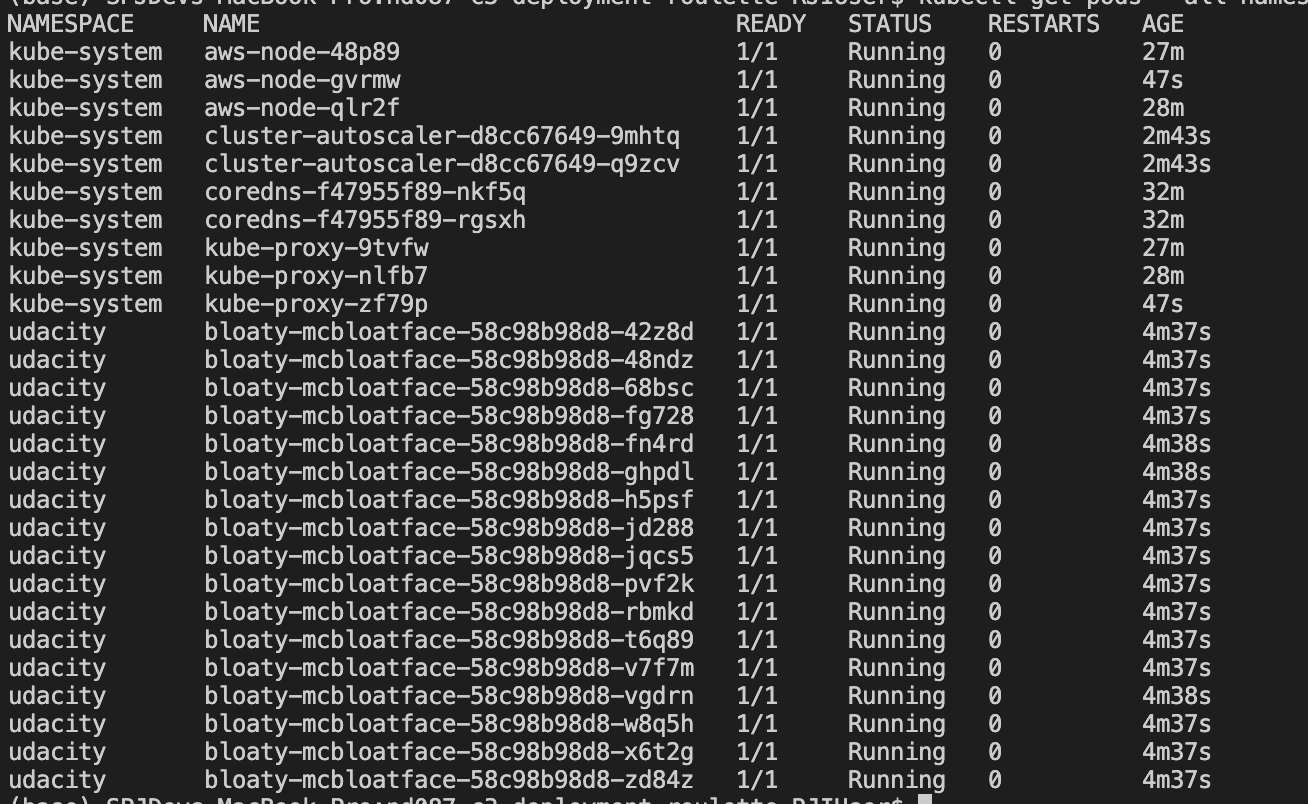 NAMESPACE NAME READY STATUS RESTARTS AGE
kube-system aws-node-48p89 1/1 Running 0 27m
kube-system aws-node-gvrmw 1/1 Running 0 47s
kube-system aws-node-qlr2f 1/1 Running 0 28m
kube-system cluster-autoscaler-d8cc67649-9mhtq 1/1 Running 0 2m43s
kube-system cluster-autoscaler-d8cc67649-q9zcv 1/1 Running 0 2m43s
kube-system coredns-f47955f89-nkf5q 1/1 Running 0 32m
kube-system coredns-f47955f89-rgsxh 1/1 Running 0 32m
kube-system kube-proxy-9tvfw 1/1 Running 0 27m
kube-system kube-proxy-nlfb7 1/1 Running 0 28m
kube-system kube-proxy-zf79p 1/1 Running 0 47s
udacity bloaty-mcbloatface-58c98b98d8-42z8d 1/1 Running 0 4m37s
udacity bloaty-mcbloatface-58c98b98d8-48ndz 1/1 Running 0 4m37s
udacity bloaty-mcbloatface-58c98b98d8-68bsc 1/1 Running 0 4m37s
udacity bloaty-mcbloatface-58c98b98d8-fg728 1/1 Running 0 4m37s
udacity bloaty-mcbloatface-58c98b98d8-fn4rd 1/1 Running 0 4m38s
udacity bloaty-mcbloatface-58c98b98d8-ghpdl 1/1 Running 0 4m38s
udacity bloaty-mcbloatface-58c98b98d8-h5psf 1/1 Running 0 4m37s
udacity bloaty-mcbloatface-58c98b98d8-jd288 1/1 Running 0 4m37s
udacity bloaty-mcbloatface-58c98b98d8-jqcs5 1/1 Running 0 4m37s
udacity bloaty-mcbloatface-58c98b98d8-pvf2k 1/1 Running 0 4m37s
udacity bloaty-mcbloatface-58c98b98d8-rbmkd 1/1 Running 0 4m37s
udacity bloaty-mcbloatface-58c98b98d8-t6q89 1/1 Running 0 4m37s
udacity bloaty-mcbloatface-58c98b98d8-v7f7m 1/1 Running 0 4m37s
udacity bloaty-mcbloatface-58c98b98d8-vgdrn 1/1 Running 0 4m38s
udacity bloaty-mcbloatface-58c98b98d8-w8q5h 1/1 Running 0 4m37s
udacity bloaty-mcbloatface-58c98b98d8-x6t2g 1/1 Running 0 4m37s
udacity bloaty-mcbloatface-58c98b98d8-zd84z 1/1 Running 0 4m37s